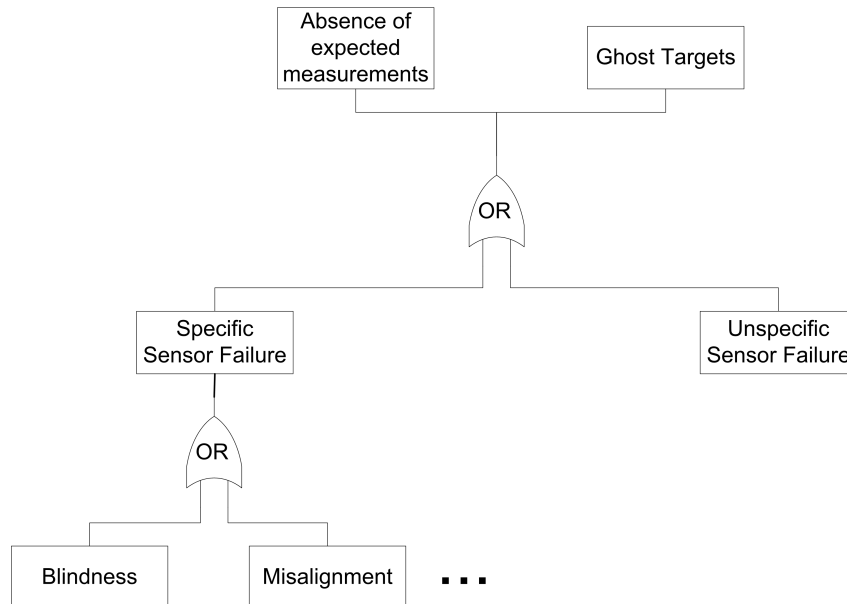 Absence of
expected
measurements
Ghost Targets
OR
Specific
Sensor Failure
Unspecific
Sensor Failure
OR
Blindness
Misalignment
...